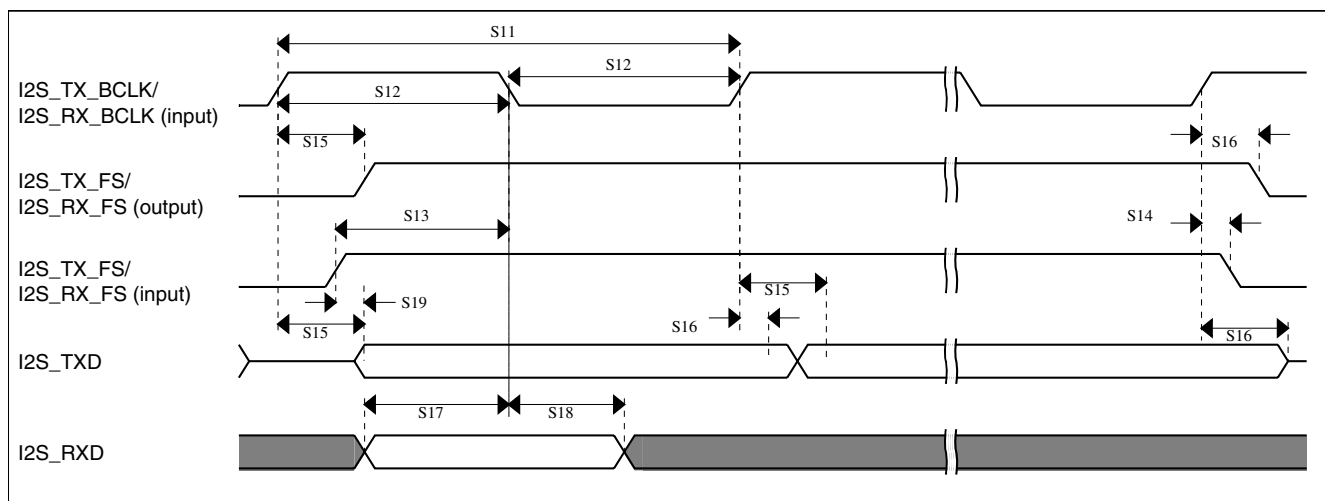 S11
I2S_TX_BCLK/
I2S_RX_BCLK (input)
S12
S12
S15
S16
I2S_TX_FS/
I2S_RX_FS (output)
S13
S14
I2S_TX_FS/
I2S_RX_FS (input)
S19
S15
S15
S16
S16
I2S_TXD
S17
S18
I2S_RXD